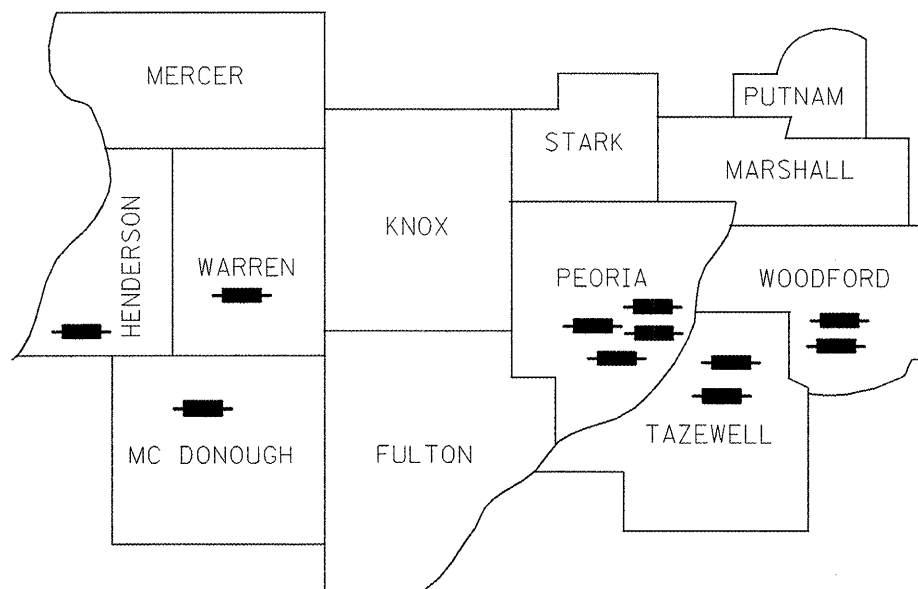 MERCER
PUTNAM
STARK
MARSHALL
HENDERSON
WARREN
KNOX
PEORIA
WOODFORD
MC DONOUGH
FULTON
TAZEWELL